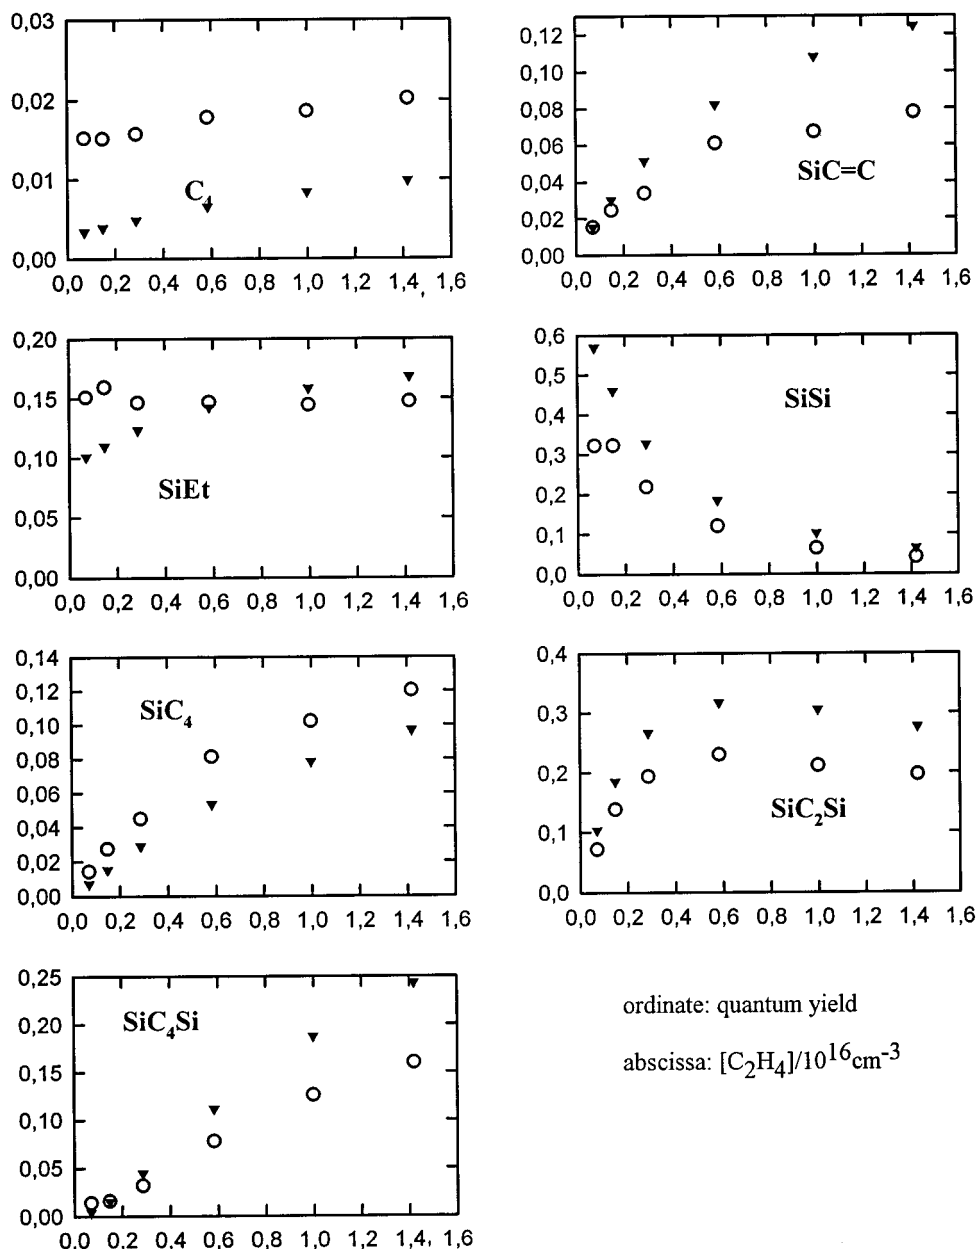 0,03
0,02
0,01
0,00
C₄
0,0 0,2 0,4 0,6 0,8 1,0 1,2 1,4 , 1,6
0,12
0,10
0,08
0,06
0,04
0,02
0,00
SiC=C
0,0 0,2 0,4 0,6 0,8 1,0 1,2 1,4 1,6
0,20
0,15
0,10
0,05
0,00
SiEt
0,0 0,2 0,4 0,6 0,8 1,0 1,2 1,4 1,6
0,6
0,5
0,4
0,3
0,2
0,1
0,0
SiSi
0,0 0,2 0,4 0,6 0,8 1,0 1,2 1,4 1,6
0,14
0,12
0,10
0,08
0,06
0,04
0,02
0,00
SiC₄
0,0 0,2 0,4 0,6 0,8 1,0 1,2 1,4 1,6
0,4
0,3
0,2
0,1
0,0
SiC₂Si
0,0 0,2 0,4 0,6 0,8 1,0 1,2 1,4 1,6
0,25
0,20
0,15
0,10
0,05
0,00
SiC₄Si
0,0 0,2 0,4 0,6 0,8 1,0 1,2 1,4, 1,6
ordinate: quantum yield
abscissa: [C₂H₄]/10¹⁶cm⁻³